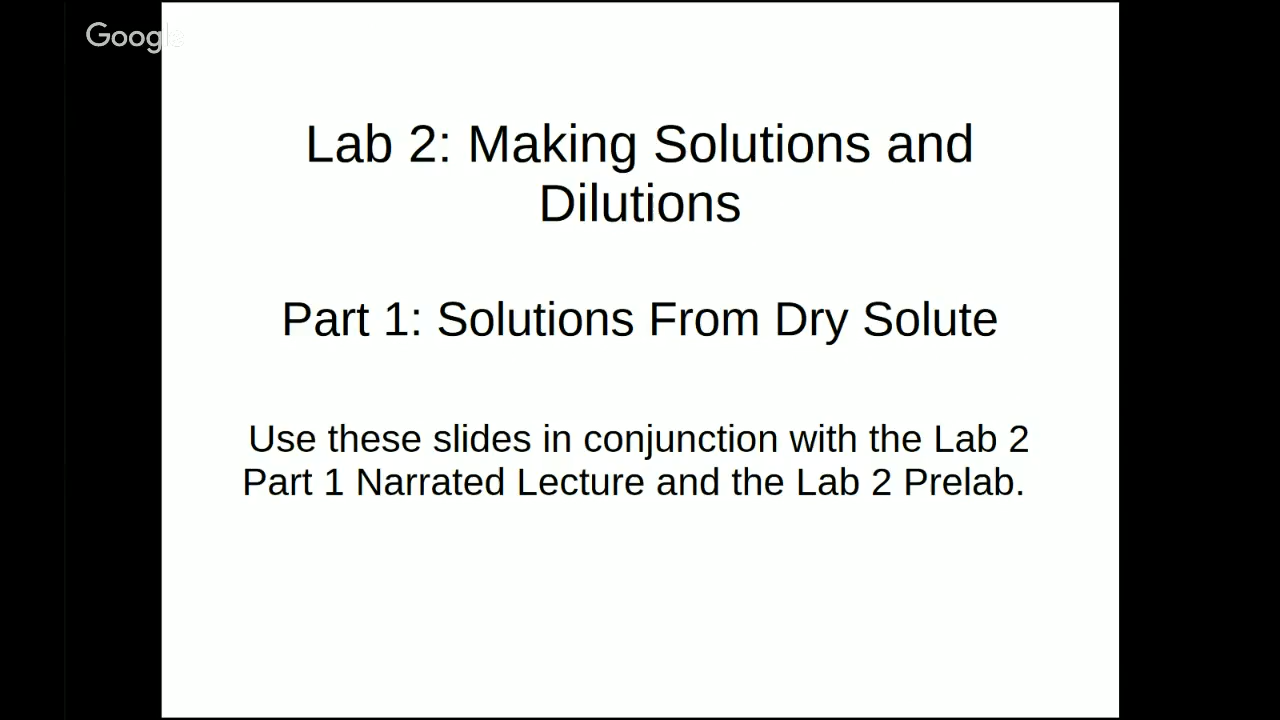 Google
Lab 2: Making Solutions and
Dilutions
Part 1: Solutions From Dry Solute
Use these slides in conjunction with the Lab 2
Part 1 Narrated Lecture and the Lab 2 Prelab.